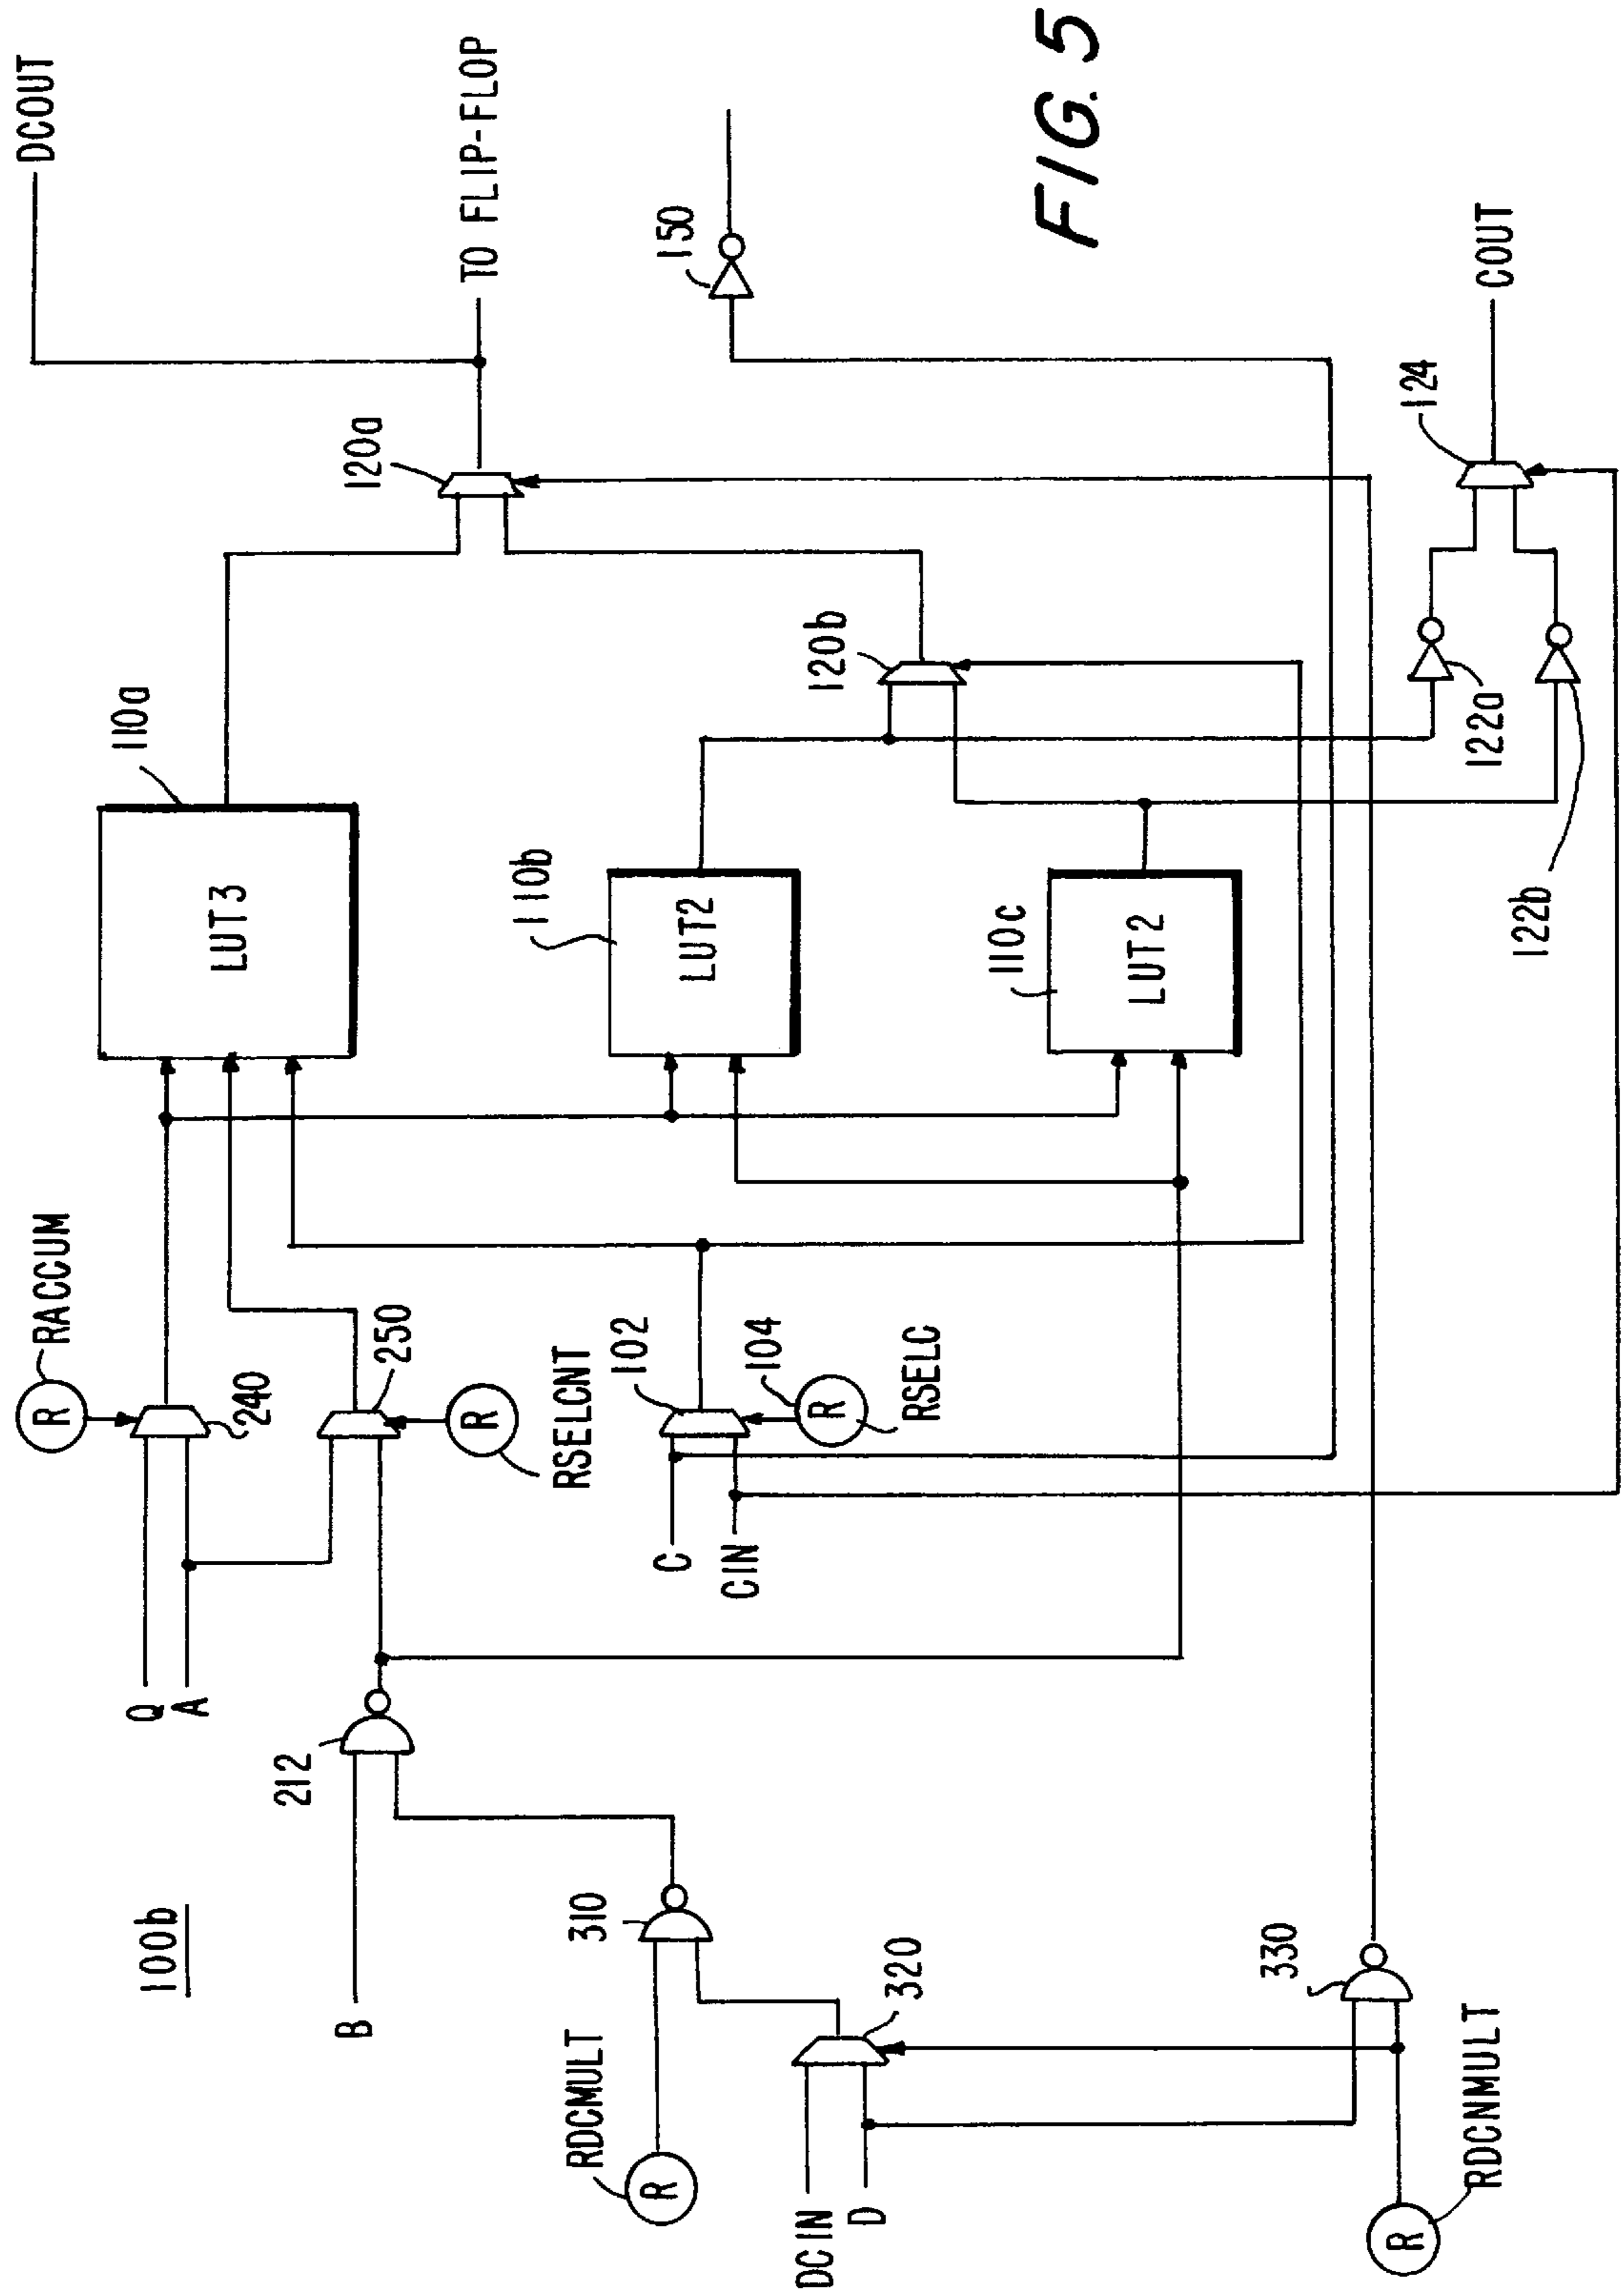 100b
B
212
Q
A
R
RACCUM
240
250
R
RSELCNT
RDCMULT
R
310
DCIN
D
320
C
CIN
102
104
R
RSELC
R
RDCNMULT
330
LUT3
110a
LUT2
110b
LUT2
110c
120a
120b
122a
122b
124
150
DCOUT
TO FLIP-FLOP
COUT
FIG. 5